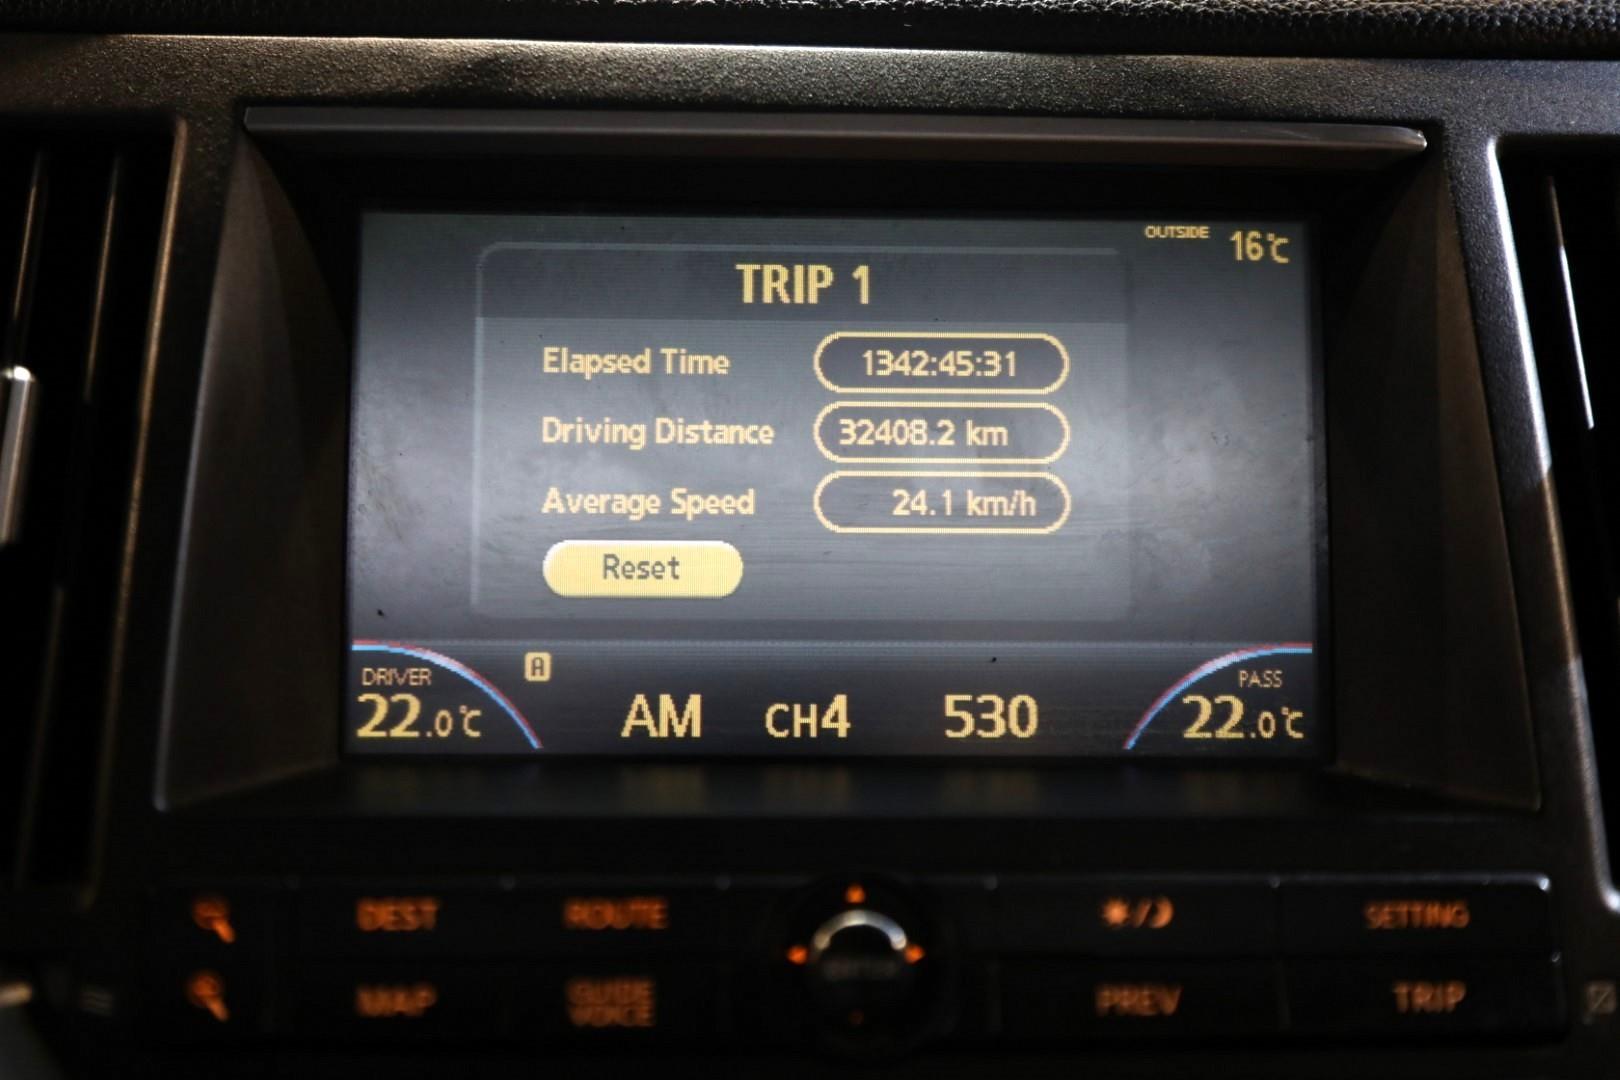 OUTSIDE 16℃
TRIP 1
Elapsed Time 1342:45:31
Driving Distance 32408.2 km
Average Speed 24.1 km/h
Reset
DRIVER A PASS
22.0℃ AM CH4 530 22.0℃
DEST ROUTE SETTING
MAP GUIDE VOICE PREV TRIP